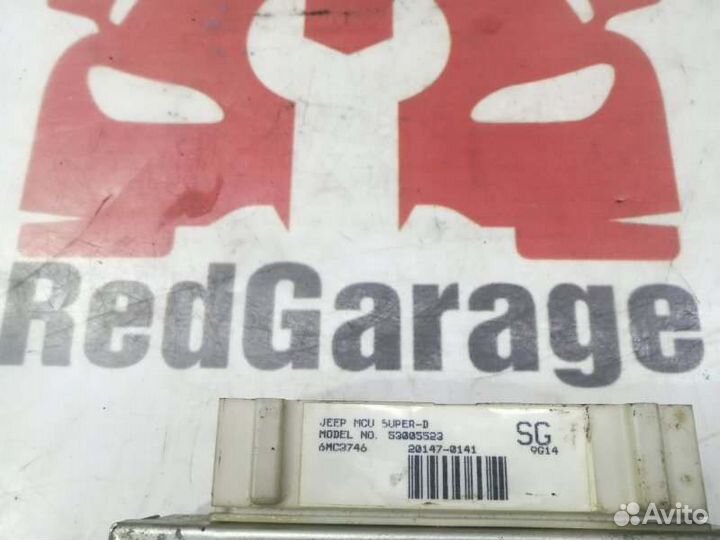 RedGarage
JEEP MCU SUPER-D
MODEL NO. 53005523
6MC3746 20147-0141
SG
9G14
Avito